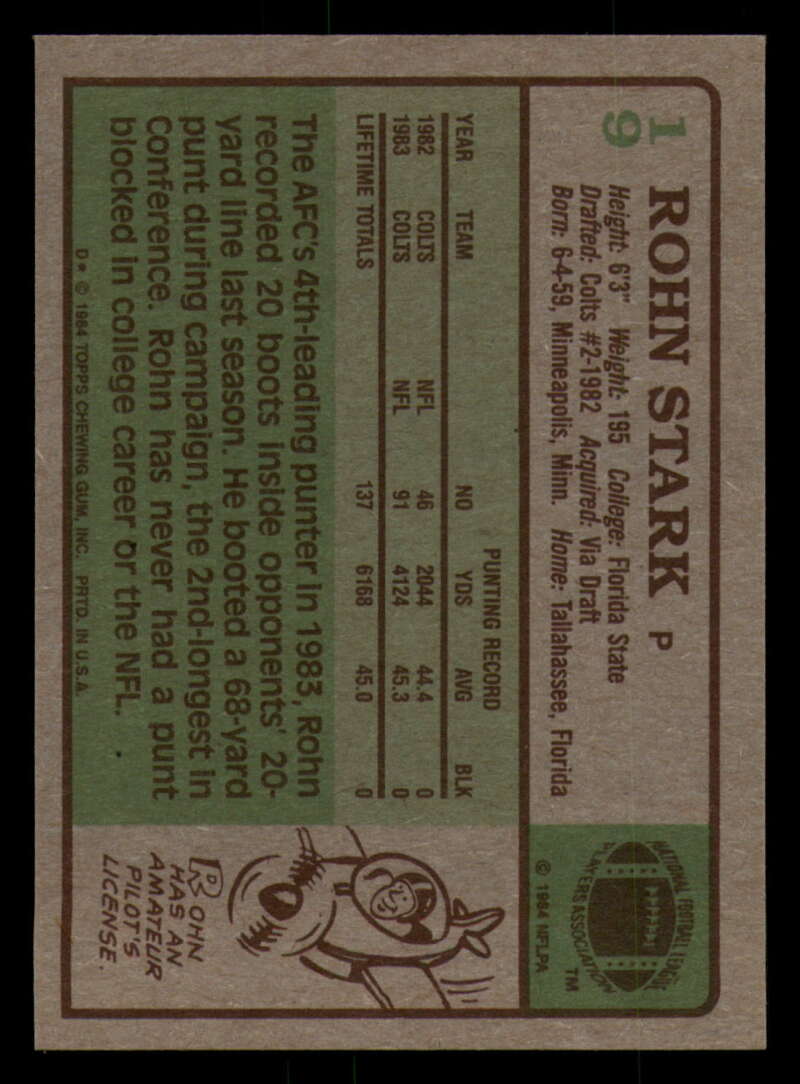 19
ROHN STARK P
Height: 6'3" Weight: 195 College: Florida State
Drafted: Colts #2-1982 Acquired: Via Draft
Born: 6-4-59, Minneapolis, Minn. Home: Tallahassee, Florida
NATIONAL FOOTBALL LEAGUE
PLAYERS ASSOCIATION
TM
© 1984 NFLPA
PUNTING RECORD
YEAR TEAM NO YDS AVG BLK
1982 COLTS NFL 46 2044 44.4 0
1983 COLTS NFL 91 4124 45.3 0
LIFETIME TOTALS 137 6168 45.0 0
The AFC's 4th-leading punter in 1983, Rohn
recorded 20 boots inside opponents' 20-
yard line last season. He booted a 68-yard
punt during campaign, the 2nd-longest in
Conference. Rohn has never had a punt
blocked in college career or the NFL.
D* © 1984 TOPPS CHEWING GUM, INC. PRTD. IN U.S.A.
ROHN
HAS AN
AMATEUR
PILOT'S
LICENSE.